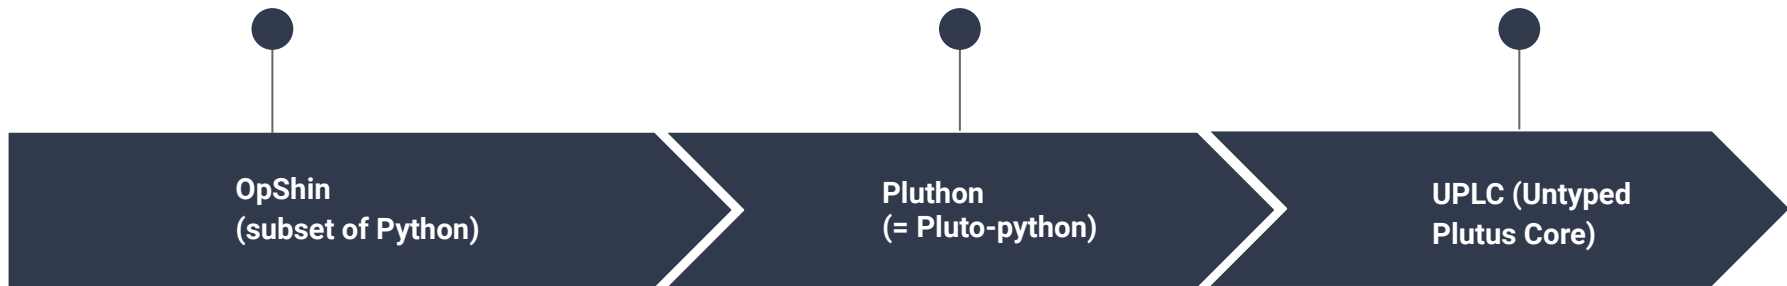 OpShin
(subset of Python)
Pluthon
(= Pluto-python)
UPLC (Untyped
Plutus Core)